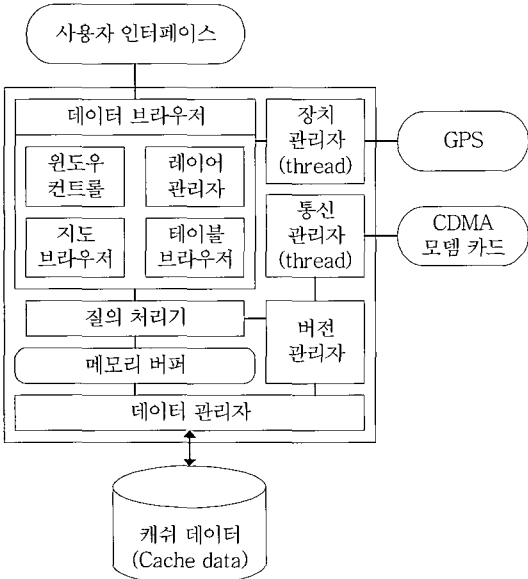 사용자 인터페이스
데이터 브라우저
윈도우
컨트롤
레이어
관리자
지도
브라우저
테이블
브라우저
장치
관리자
(thread)
GPS
통신
관리자
(thread)
CDMA
모뎀 카드
질의 처리기
버전
관리자
메모리 버퍼
데이터 관리자
캐쉬 데이터
(Cache data)